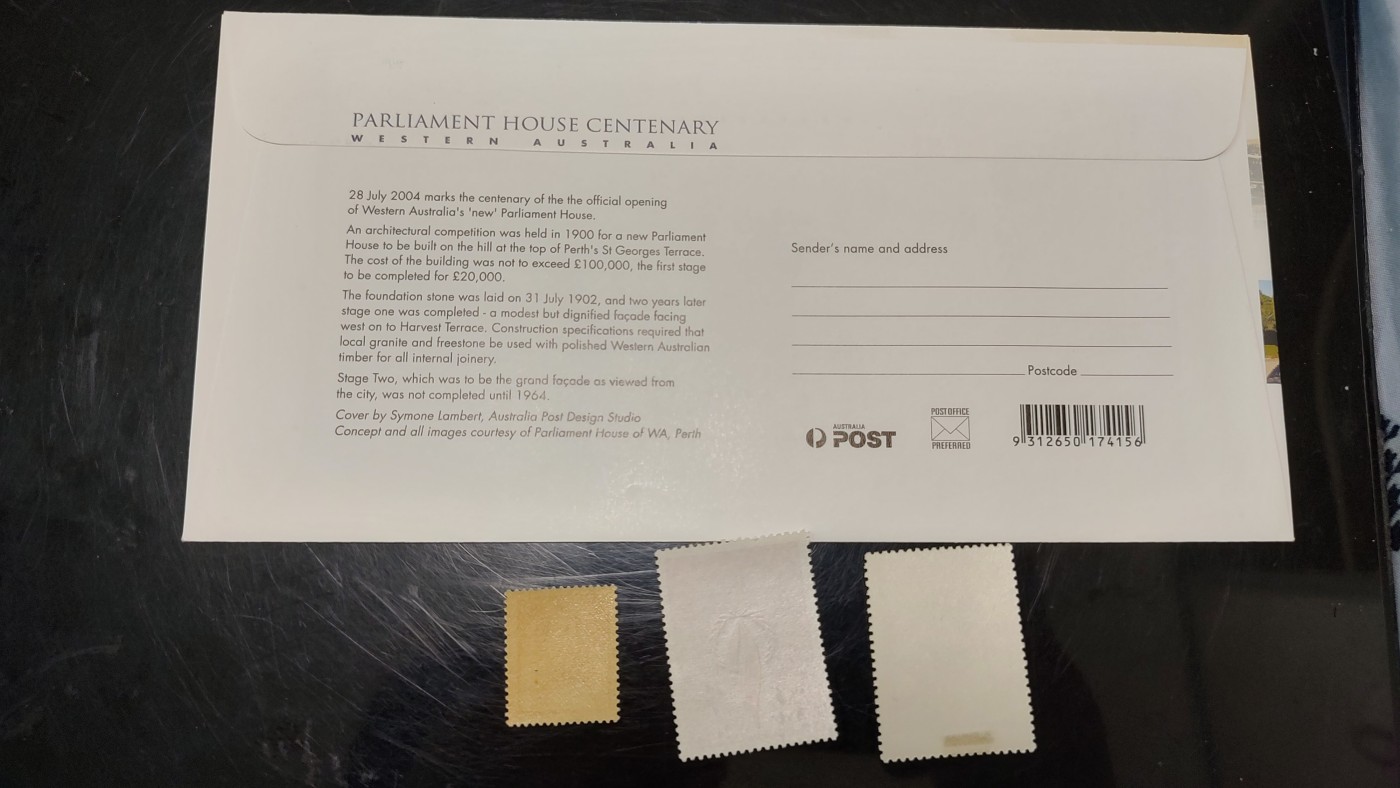 PARLIAMENT HOUSE CENTENARY
WESTERN AUSTRALIA
28 July 2004 marks the centenary of the the official opening
of Western Australia's 'new' Parliament House.
An architectural competition was held in 1900 for a new Parliament
House to be built on the hill at the top of Perth's St Georges Terrace.
The cost of the building was not to exceed £100,000, the first stage
to be completed for £20,000.
The foundation stone was laid on 31 July 1902, and two years later
stage one was completed - a modest but dignified façade facing
west on to Harvest Terrace. Construction specifications required that
local granite and freestone be used with polished Western Australian
timber for all internal joinery.
Stage Two, which was to be the grand façade as viewed from
the city, was not completed until 1964.
Cover by Symone Lambert, Australia Post Design Studio
Concept and all images courtesy of Parliament House of WA, Perth
Sender's name and address
Postcode
AUSTRALIA
POST
POST OFFICE
PREFERRED
9 312650 174156